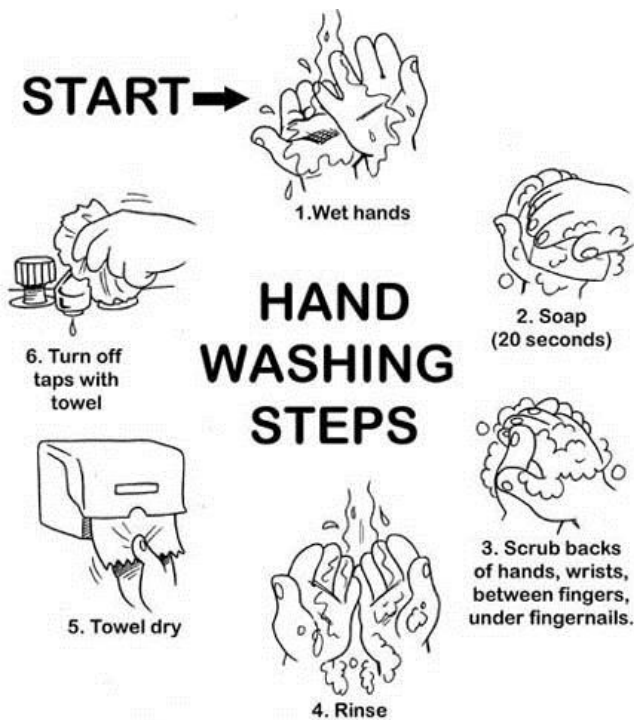 START
1.Wet hands
2. Soap
(20 seconds)
HAND
WASHING
STEPS
3. Scrub backs
of hands, wrists,
between fingers,
under fingernails.
4. Rinse
5. Towel dry
6. Turn off
taps with
towel